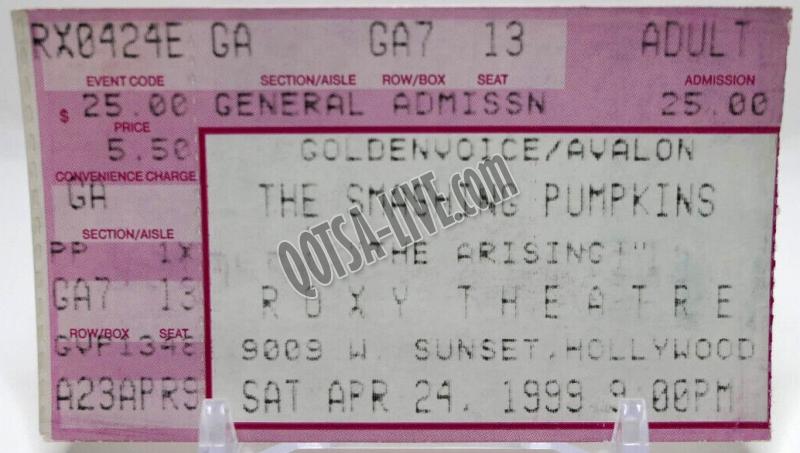 RX0424E GA GA7 13 ADULT
EVENT CODE SECTION/AISLE ROW/BOX SEAT ADMISSION
$ 25.00 GENERAL ADMISSN 25.00
PRICE
5.50 GOLDENVOICE/AVALON
CONVENIENCE CHARGE
GA THE SMASHING PUMPKINS
QOTSA-LIVE.com
SECTION/AISLE
PP 1X "THE ARISING!"
GA7 13 ROXY THEATRE
ROW/BOX SEAT
9009 W. SUNSET,HOLLYWOOD
A23APR9 SAT APR 24, 1999 9:00PM